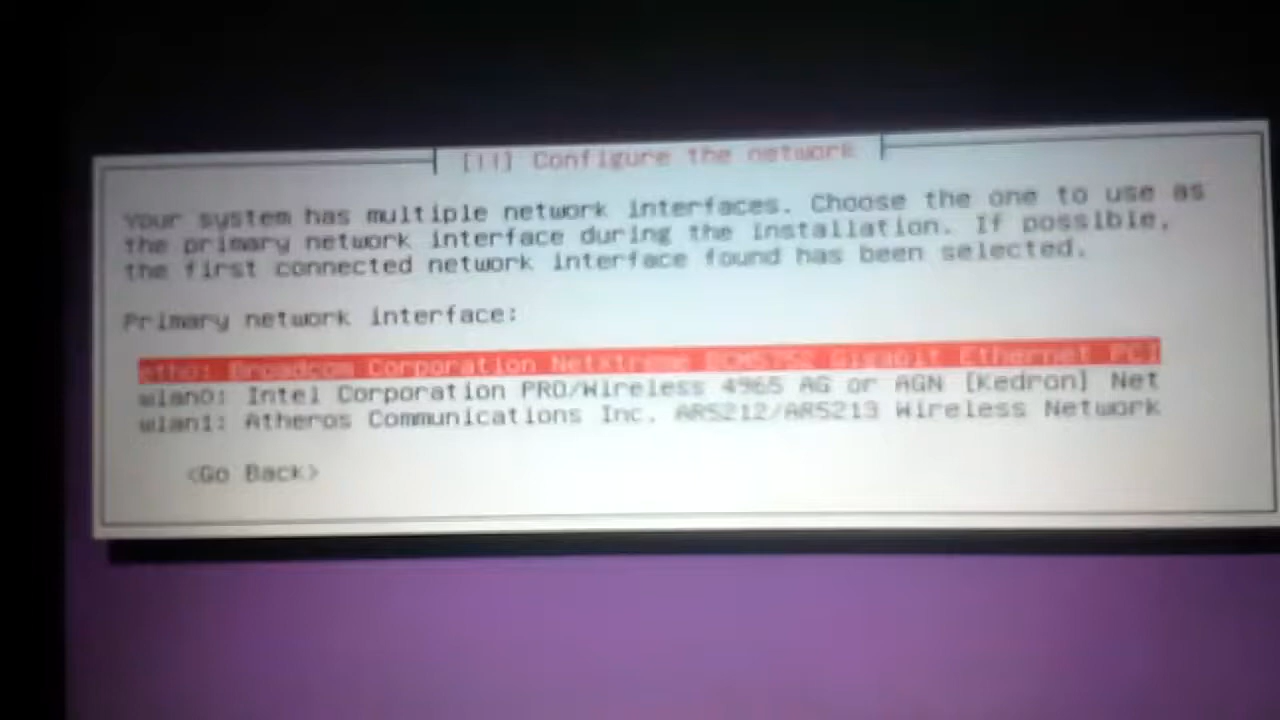 [!!] Configure the network
Your system has multiple network interfaces. Choose the one to use as
the primary network interface during the installation. If possible,
the first connected network interface found has been selected.
Primary network interface:
eth0: Broadcom Corporation NetXtreme BCM5755 Gigabit Ethernet PCI
wlan0: Intel Corporation PRO/Wireless 4965 AG or AGN [Kedron] Net
wlan1: Atheros Communications Inc. AR5212/AR5213 Wireless Network
<Go Back>